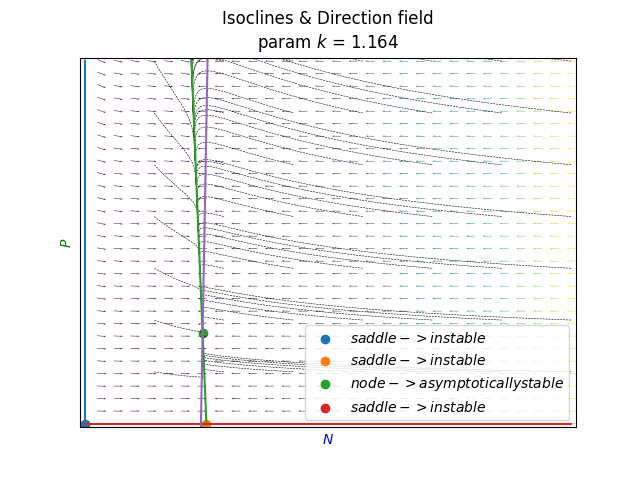 Isoclines & Direction field
param k = 1.164
P
saddle -> instable
saddle -> instable
node -> asymptoticallystable
saddle -> instable
N